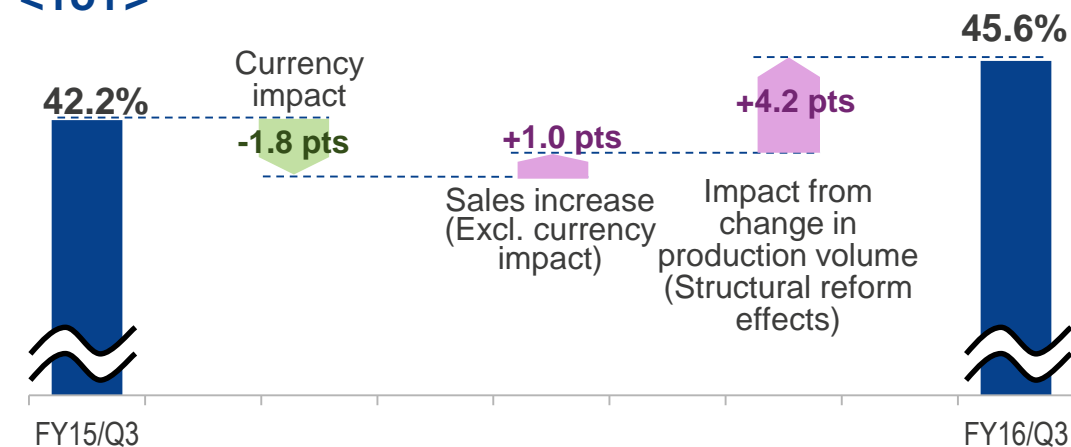 <YoY>
45.6%
42.2%
Currency
impact
-1.8 pts
+1.0 pts
+4.2 pts
Sales increase
(Excl. currency
impact)
Impact from
change in
production volume
(Structural reform
effects)
FY15/Q3
FY16/Q3